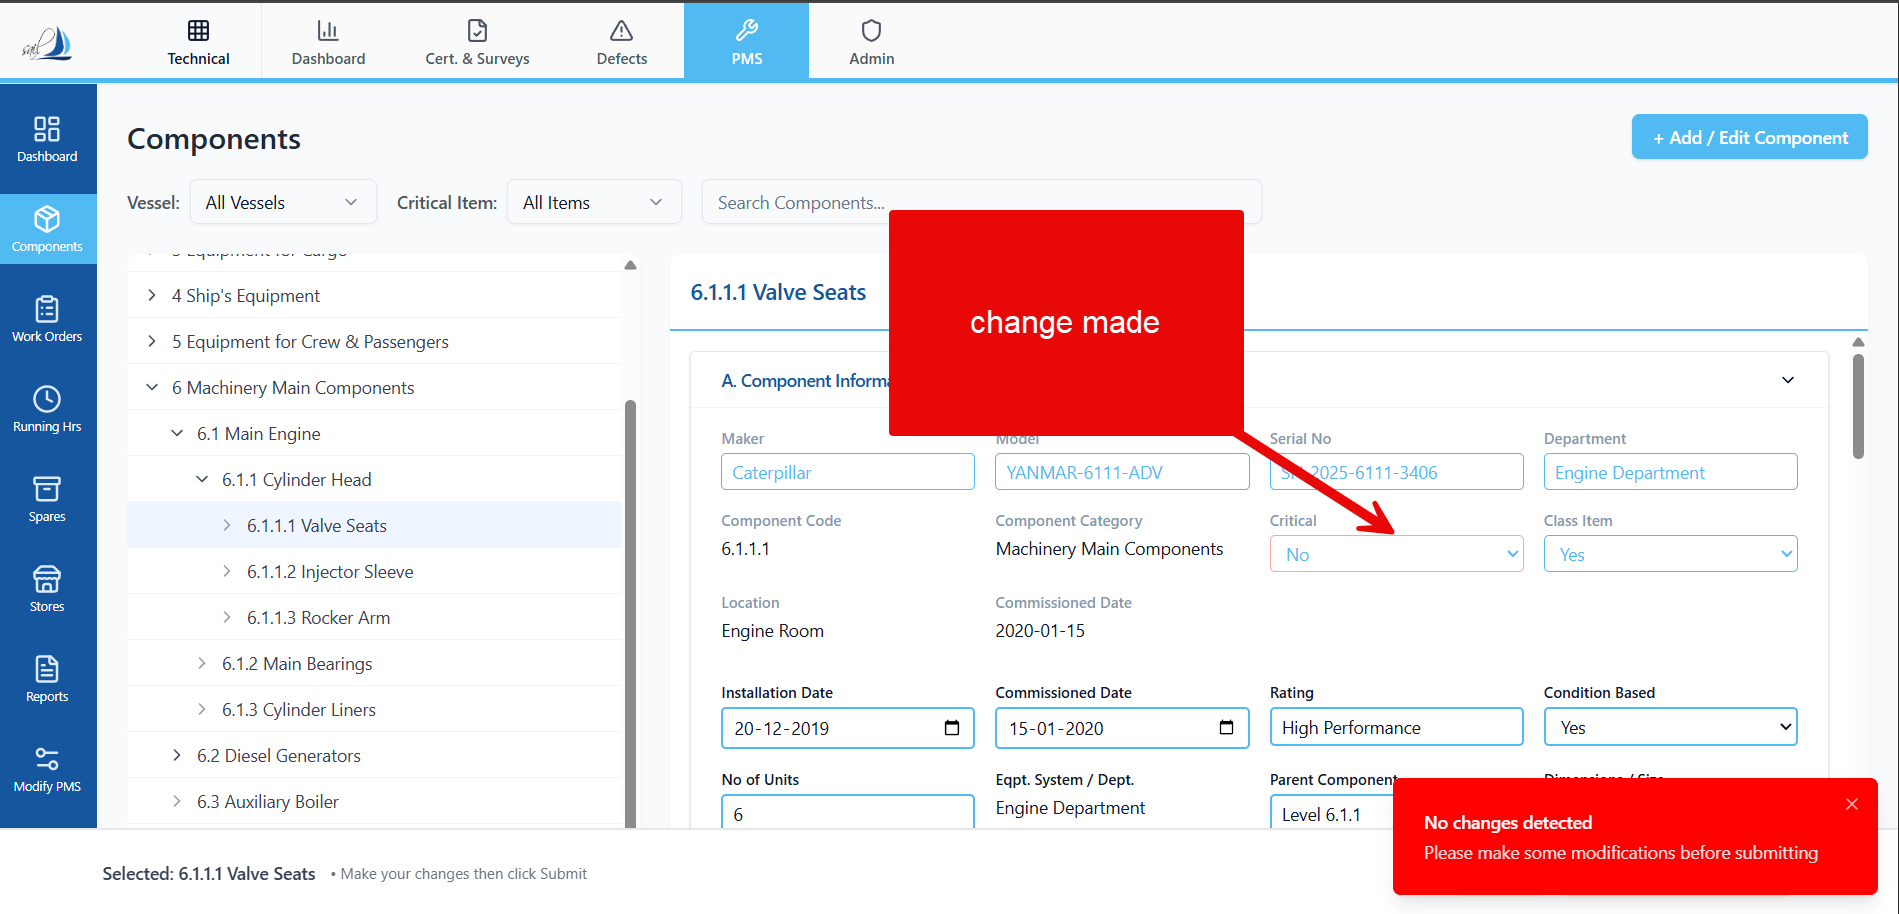 sail
Technical
Dashboard
Cert. & Surveys
Defects
PMS
Admin
Dashboard
Components
Work Orders
Running Hrs
Spares
Stores
Reports
Modify PMS
Components
+ Add / Edit Component
Vessel:
All Vessels
Critical Item:
All Items
Search Components...
4 Ship's Equipment
5 Equipment for Crew & Passengers
6 Machinery Main Components
6.1 Main Engine
6.1.1 Cylinder Head
6.1.1.1 Valve Seats
6.1.1.2 Injector Sleeve
6.1.1.3 Rocker Arm
6.1.2 Main Bearings
6.1.3 Cylinder Liners
6.2 Diesel Generators
6.3 Auxiliary Boiler
6.1.1.1 Valve Seats
change made
A. Component
Maker
Model
Serial No
Department
Caterpillar
YANMAR-6111-ADV
2025-6111-3406
Engine Department
Component Code
Component Category
Critical
Class Item
6.1.1.1
Machinery Main Components
No
Yes
Location
Commissioned Date
Engine Room
2020-01-15
Installation Date
Commissioned Date
Rating
Condition Based
20-12-2019
15-01-2020
High Performance
Yes
No of Units
Eqpt. System / Dept.
Parent Component
6
Engine Department
Level 6.1.1
No changes detected
Please make some modifications before submitting
Selected: 6.1.1.1 Valve Seats
• Make your changes then click Submit